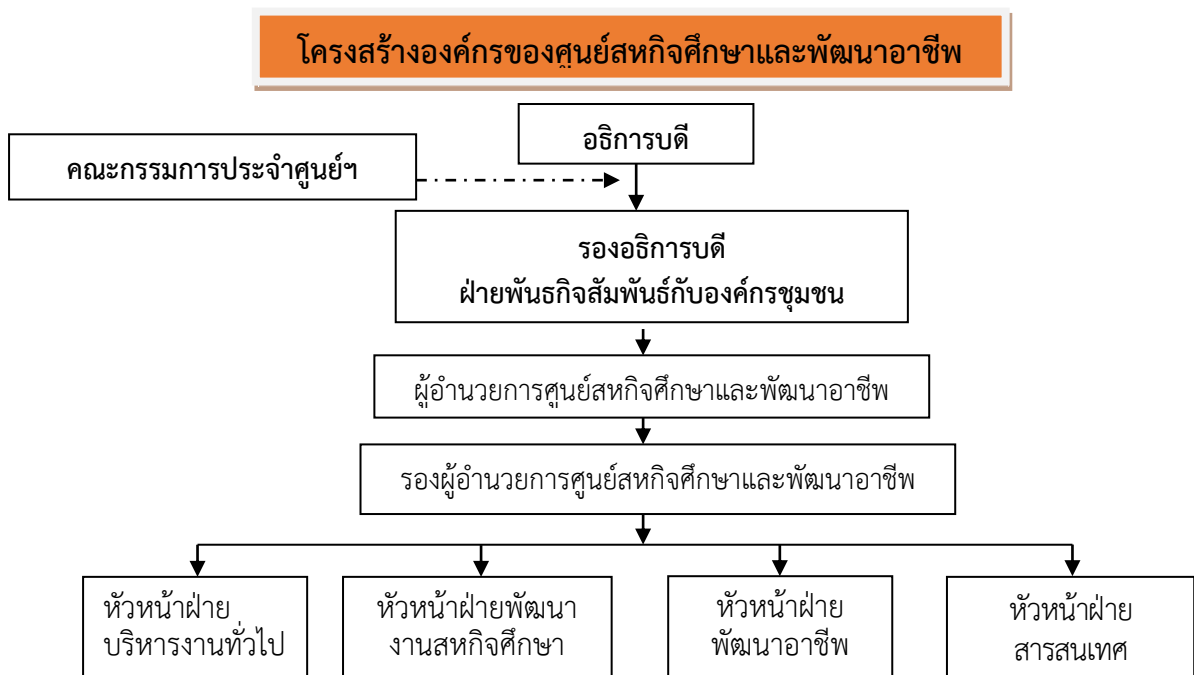 โครงสร้างองค์กรของศูนย์สหกิจศึกษาและพัฒนาอาชีพ
อธิการบดี
คณะกรรมการประจำศูนย์ฯ
รองอธิการบดี
ฝ่ายพันธกิจสัมพันธ์กับองค์กรชุมชน
ผู้อำนวยการศูนย์สหกิจศึกษาและพัฒนาอาชีพ
รองผู้อำนวยการศูนย์สหกิจศึกษาและพัฒนาอาชีพ
หัวหน้าฝ่าย
บริหารงานทั่วไป
หัวหน้าฝ่ายพัฒนา
งานสหกิจศึกษา
หัวหน้าฝ่าย
พัฒนาอาชีพ
หัวหน้าฝ่าย
สารสนเทศ